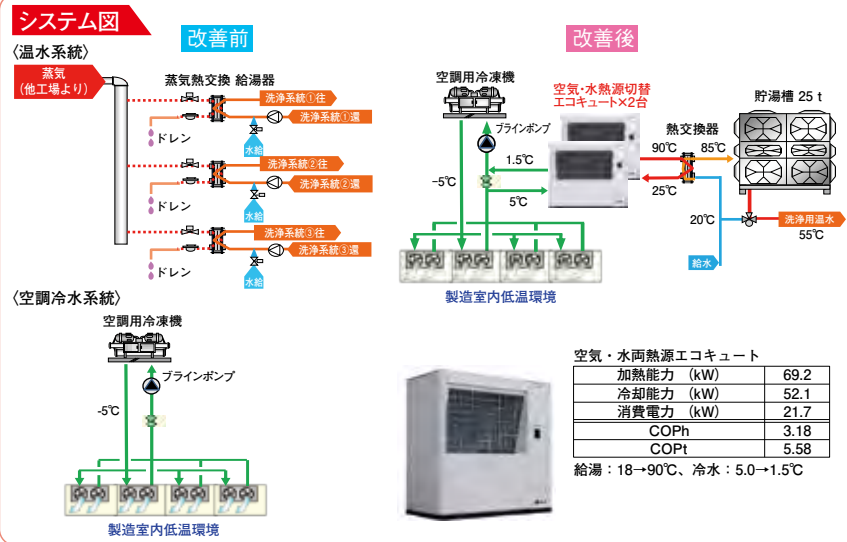 システム図
改善前
〈温水系統〉
蒸気
(他工場より)
蒸気熱交換 給湯器
洗浄系統①往
洗浄系統①還
ドレン
水給
洗浄系統②往
洗浄系統②還
ドレン
水給
洗浄系統③往
洗浄系統③還
ドレン
水給
〈空調冷水系統〉
空調用冷凍機
ブラインポンプ
-5℃
製造室内低温環境
改善後
空調用冷凍機
空気・水熱源切替
エコキュート×2台
ブラインポンプ
1.5℃
-5℃
5℃
熱交換器
90℃
85℃
25℃
20℃
貯湯槽 25 t
洗浄用温水
55℃
給水
製造室内低温環境
空気・水両熱源エコキュート
加熱能力 (kW) 69.2
冷却能力 (kW) 52.1
消費電力 (kW) 21.7
COPh 3.18
COPt 5.58
給湯：18→90℃、冷水：5.0→1.5℃